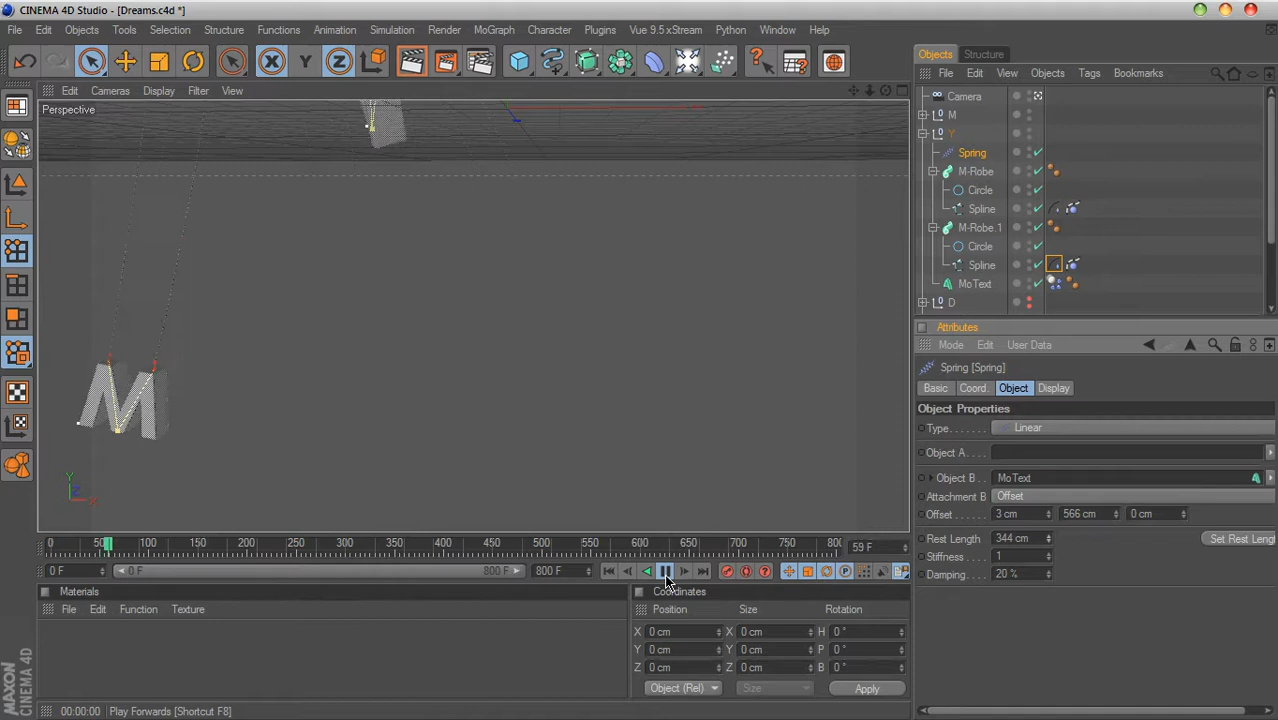 CINEMA 4D Studio - [Dreams.c4d *]
File Edit Objects Tools Selection Structure Functions Animation Simulation Render MoGraph Character Plugins Vue 9.5 xStream Python Window Help
X Y Z
Edit Cameras Display Filter View
Perspective
M
Y
Z X
0 50 100 150 200 250 300 350 400 450 500 550 600 650 700 750 800 59 F
0 F 0 F 800 F 800 F
Materials
File Edit Function Texture
Coordinates
Position Size Rotation
X 0 cm X 0 cm H 0 °
Y 0 cm Y 0 cm P 0 °
Z 0 cm Z 0 cm B 0 °
Object (Rel) Size Apply
00:00:00 Play Forwards [Shortcut F8]
MAXON
CINEMA 4D
Objects Structure
File Edit View Objects Tags Bookmarks
Camera
M
Y
Spring
M-Robe
Circle
Spline
M-Robe.1
Circle
Spline
MoText
D
Attributes
Mode Edit User Data
Spring [Spring]
Basic Coord. Object Display
Object Properties
Type Linear
Object A
Object B MoText
Attachment B Offset
Offset 3 cm 566 cm 0 cm
Rest Length 344 cm Set Rest Leng
Stiffness 1
Damping 20 %